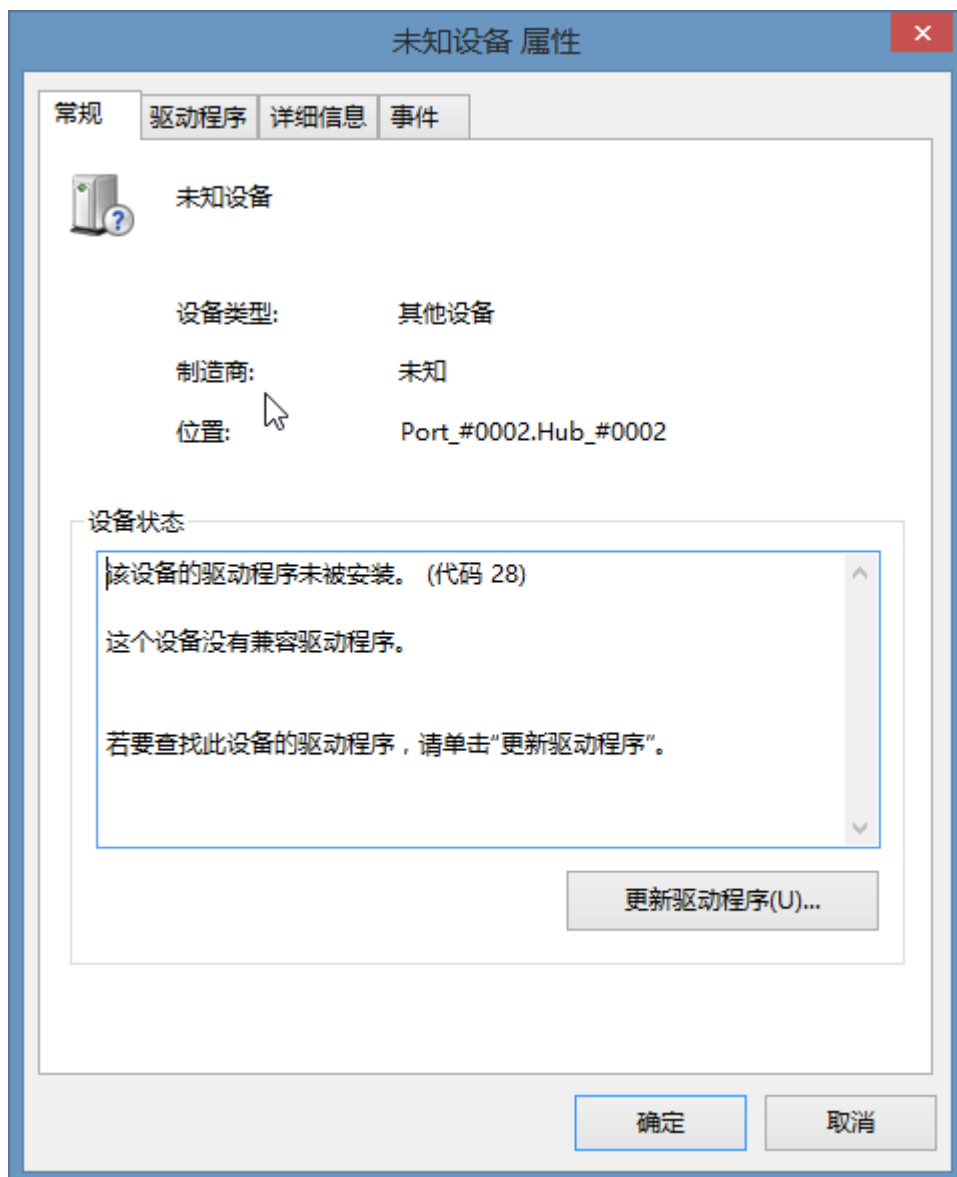 未知设备 属性
常规
驱动程序
详细信息
事件
未知设备
设备类型:
其他设备
制造商:
未知
位置:
Port_#0002.Hub_#0002
设备状态
该设备的驱动程序未被安装。 (代码 28)
这个设备没有兼容驱动程序。
若要查找此设备的驱动程序，请单击“更新驱动程序”。
更新驱动程序(U)...
确定
取消